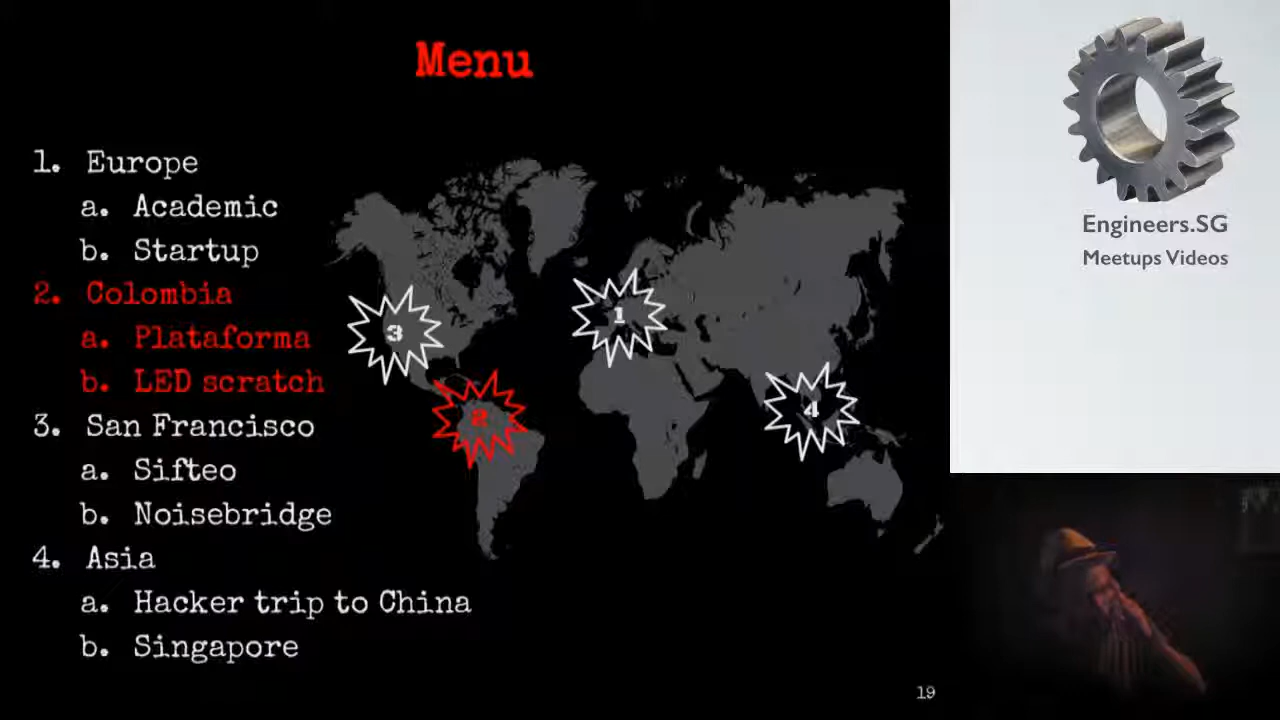 Menu
1. Europe
a. Academic
b. Startup
2. Colombia
a. Plataforma
b. LED scratch
3. San Francisco
a. Sifteo
b. Noisebridge
4. Asia
a. Hacker trip to China
b. Singapore
3
1
2
4
19
Engineers.SG
Meetups Videos